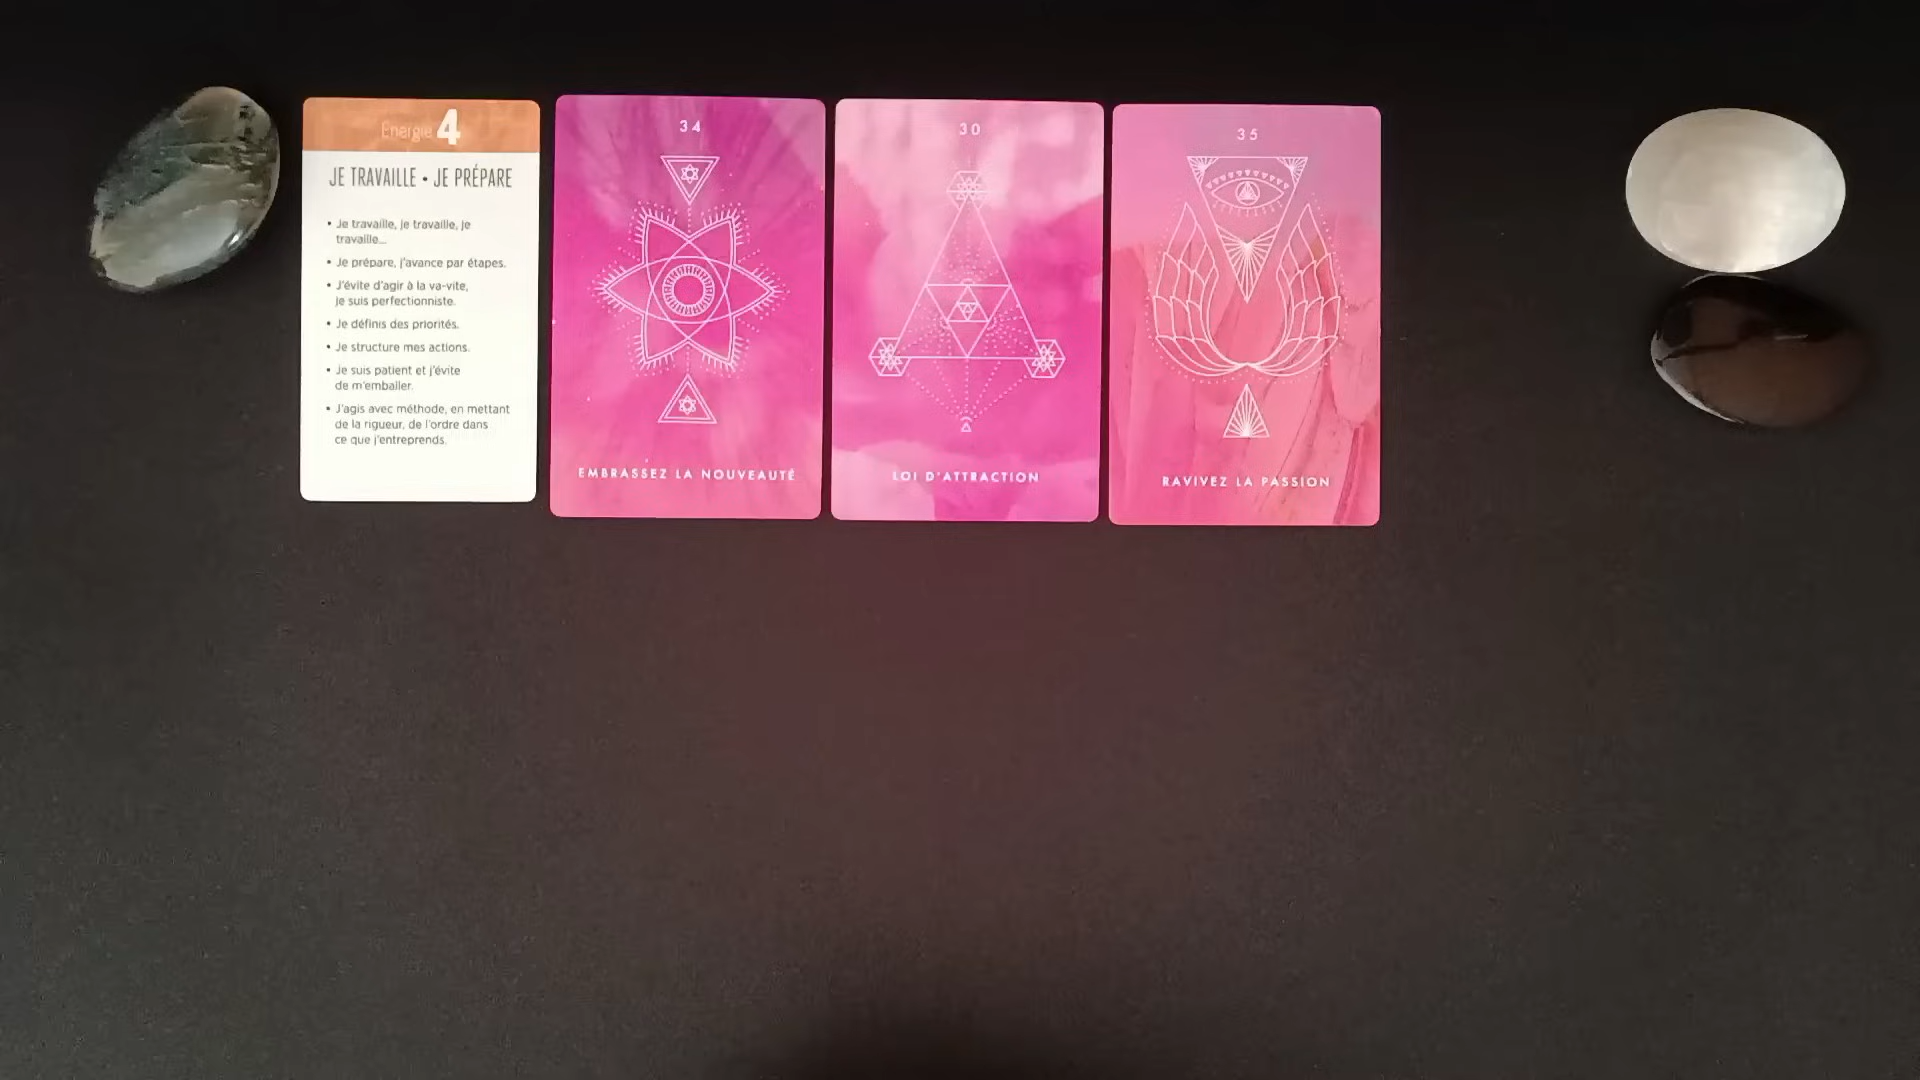 Énergie 4
JE TRAVAILLE • JE PRÉPARE
• Je travaille, je travaille, je
travaille...
• Je prépare, j'avance par étapes.
• J'évite d'agir à la va-vite,
je suis perfectionniste.
• Je définis des priorités.
• Je structure mes actions.
• Je suis patient et j'évite
de m'emballer.
• J'agis avec méthode, en mettant
de la rigueur, de l'ordre dans
ce que j'entreprends.
34
EMBRASSEZ LA NOUVEAUTÉ
30
LOI D'ATTRACTION
35
RAVIVEZ LA PASSION